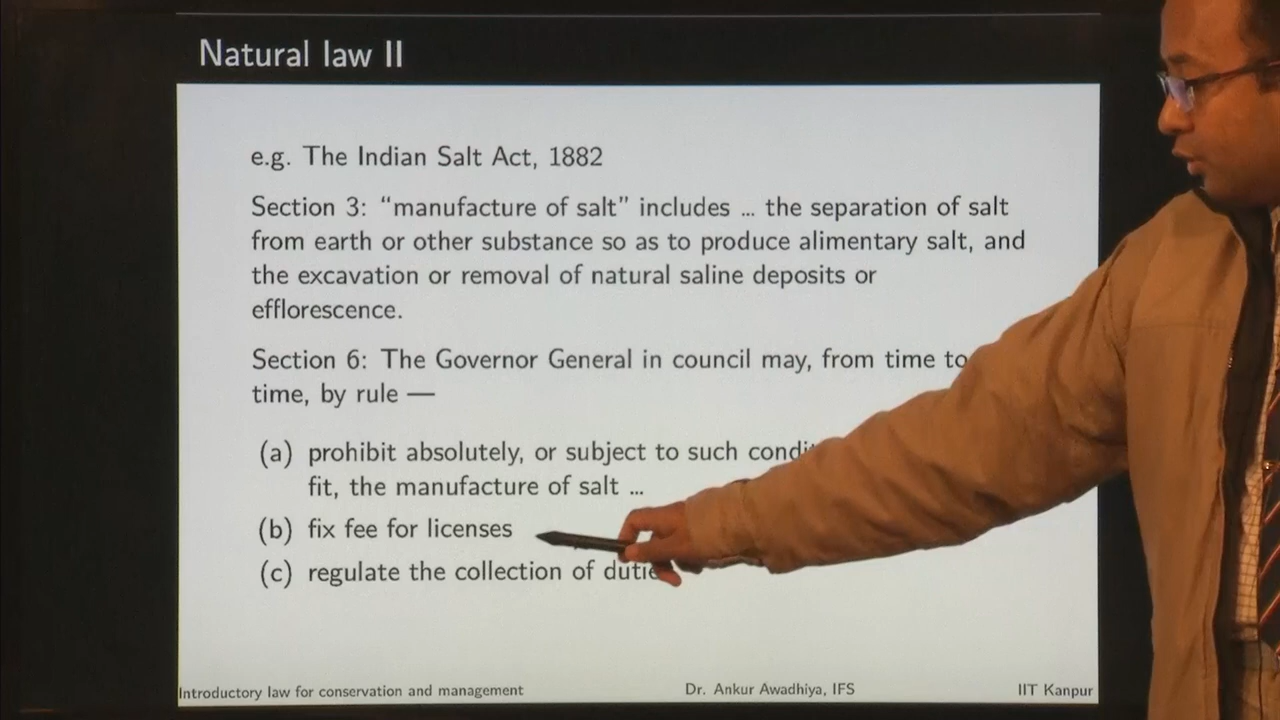 Natural law II
e.g. The Indian Salt Act, 1882
Section 3: “manufacture of salt” includes ... the separation of salt
from earth or other substance so as to produce alimentary salt, and
the excavation or removal of natural saline deposits or
efflorescence.
Section 6: The Governor General in council may, from time to
time, by rule —
(a) prohibit absolutely, or subject to such
fit, the manufacture of salt ...
(b) fix fee for licenses
(c) regulate the collection of
Introductory law for conservation and management Dr. Ankur Awadhiya, IFS IIT Kanpur